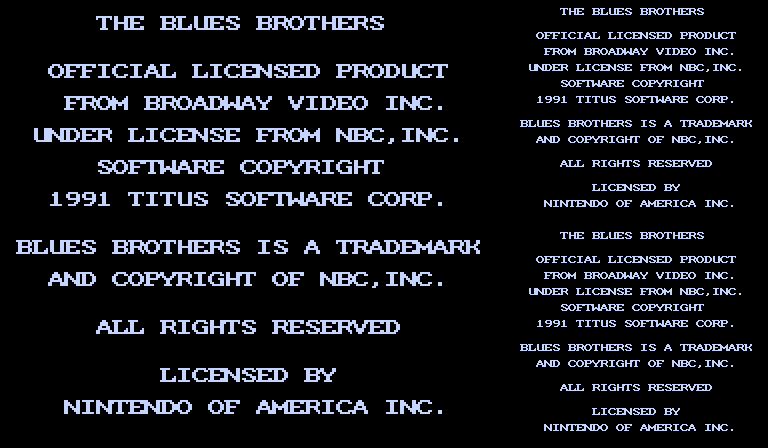 THE BLUES BROTHERS
OFFICIAL LICENSED PRODUCT
FROM BROADWAY VIDEO INC.
UNDER LICENSE FROM NBC,INC.
SOFTWARE COPYRIGHT
1991 TITUS SOFTWARE CORP.
BLUES BROTHERS IS A TRADEMARK
AND COPYRIGHT OF NBC,INC.
ALL RIGHTS RESERVED
LICENSED BY
NINTENDO OF AMERICA INC.
THE BLUES BROTHERS
OFFICIAL LICENSED PRODUCT
FROM BROADWAY VIDEO INC.
UNDER LICENSE FROM NBC,INC.
SOFTWARE COPYRIGHT
1991 TITUS SOFTWARE CORP.
BLUES BROTHERS IS A TRADEMARK
AND COPYRIGHT OF NBC,INC.
ALL RIGHTS RESERVED
LICENSED BY
NINTENDO OF AMERICA INC.
THE BLUES BROTHERS
OFFICIAL LICENSED PRODUCT
FROM BROADWAY VIDEO INC.
UNDER LICENSE FROM NBC,INC.
SOFTWARE COPYRIGHT
1991 TITUS SOFTWARE CORP.
BLUES BROTHERS IS A TRADEMARK
AND COPYRIGHT OF NBC,INC.
ALL RIGHTS RESERVED
LICENSED BY
NINTENDO OF AMERICA INC.